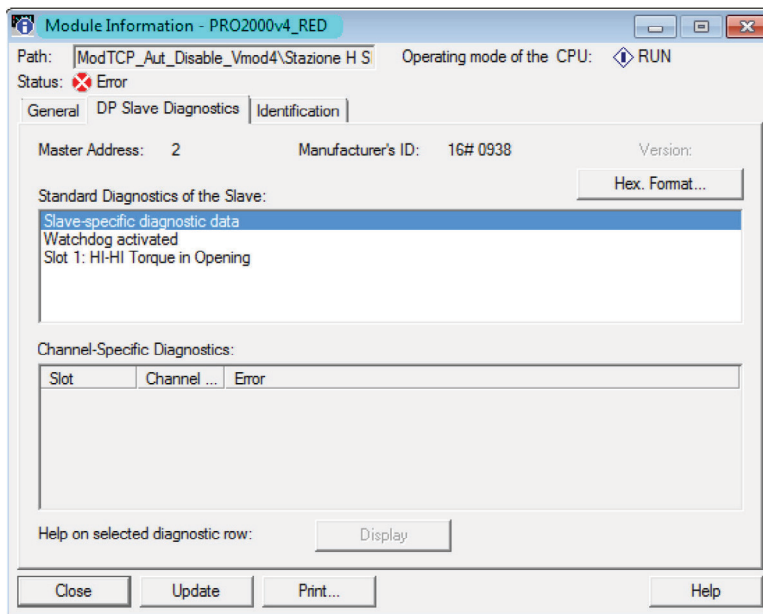 Module Information - PRO2000v4_RED
Path: ModTCP_Aut_Disable_Vmod4\Stazione H S Operating mode of the CPU: RUN
Status: Error
General DP Slave Diagnostics Identification
Master Address: 2 Manufacturer's ID: 16# 0938 Version:
Hex. Format...
Standard Diagnostics of the Slave:
Slave-specific diagnostic data
Watchdog activated
Slot 1: HI-HI Torque in Opening
Channel-Specific Diagnostics:
Slot Channel ... Error
Help on selected diagnostic row: Display
Close Update Print... Help